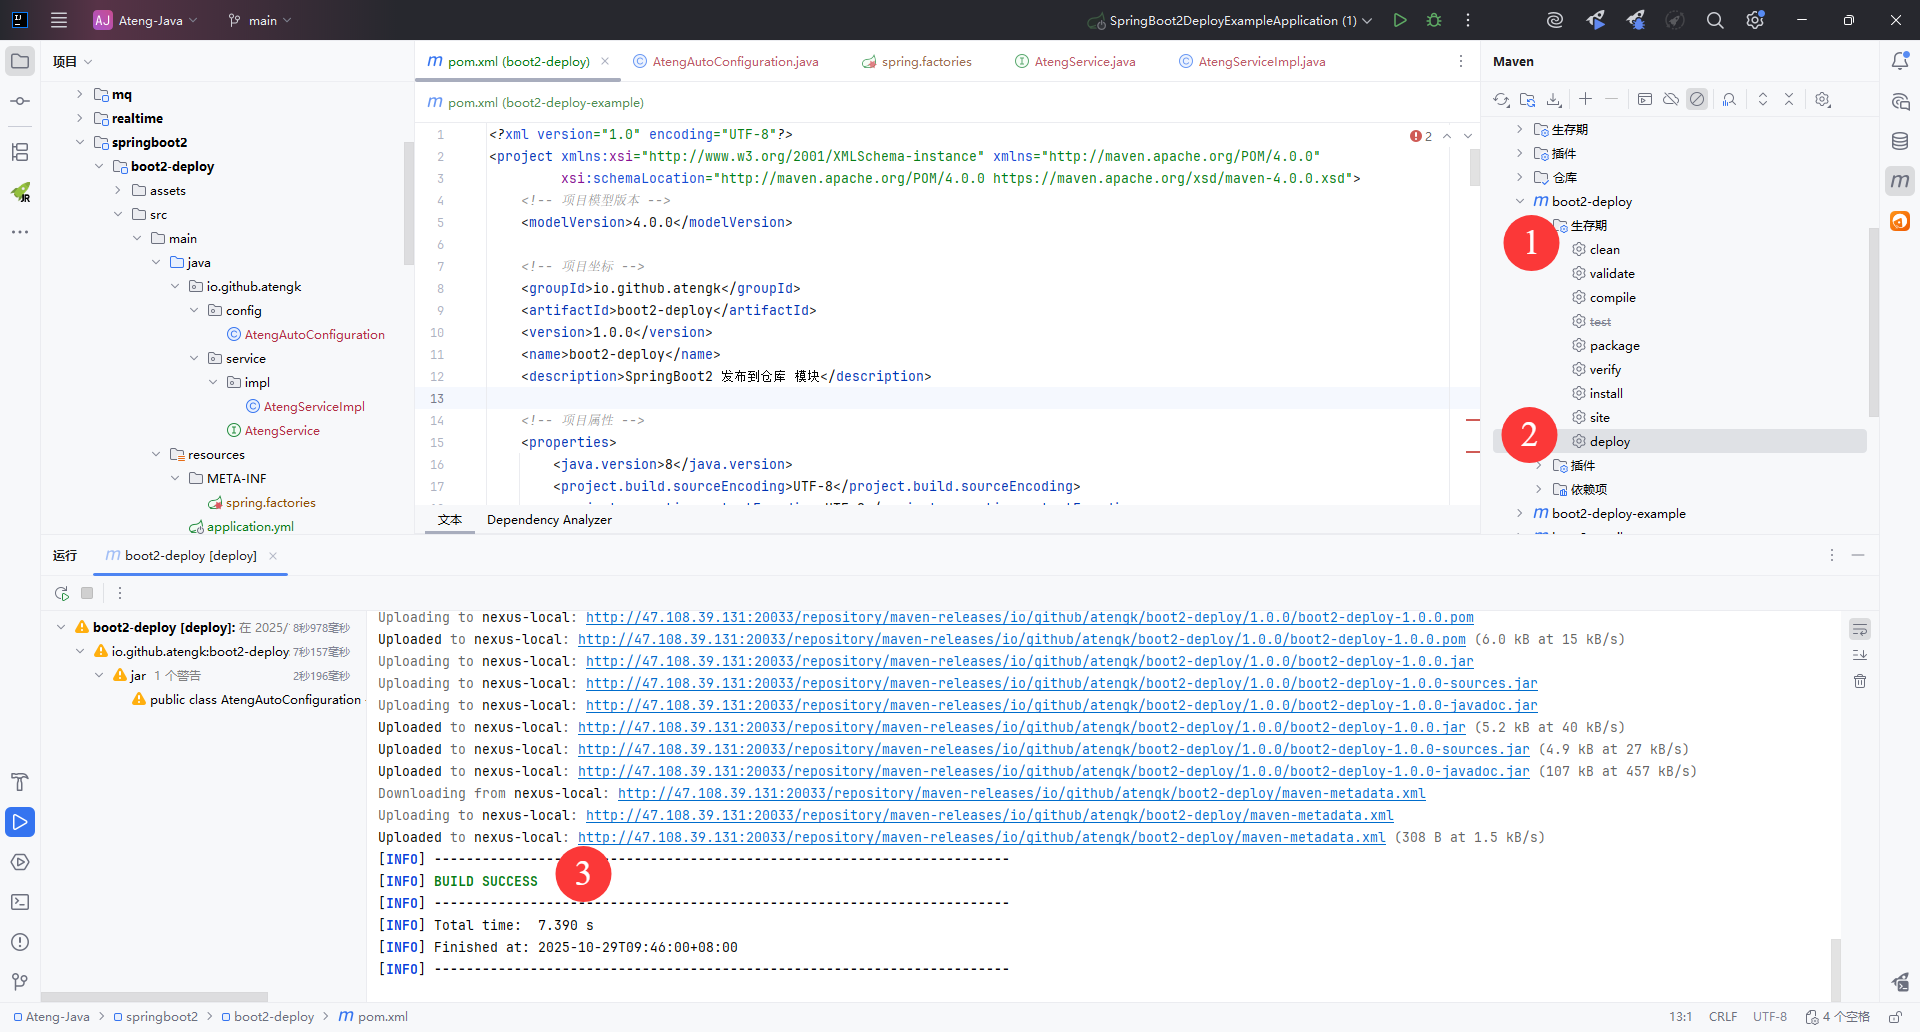 AJ Ateng-Java main SpringBoot2DeployExampleApplication (1)
项目
mq
realtime
springboot2
boot2-deploy
assets
src
main
java
io.github.atengk
config
AtengAutoConfiguration
service
impl
AtengServiceImpl
AtengService
resources
META-INF
spring.factories
application.yml
pom.xml (boot2-deploy) AtengAutoConfiguration.java spring.factories AtengService.java AtengServiceImpl.java
pom.xml (boot2-deploy-example)
2
1 <?xml version="1.0" encoding="UTF-8"?>
2 <project xmlns:xsi="http://www.w3.org/2001/XMLSchema-instance" xmlns="http://maven.apache.org/POM/4.0.0"
3 xsi:schemaLocation="http://maven.apache.org/POM/4.0.0 https://maven.apache.org/xsd/maven-4.0.0.xsd">
4 <!-- 项目模型版本 -->
5 <modelVersion>4.0.0</modelVersion>
6
7 <!-- 项目坐标 -->
8 <groupId>io.github.atengk</groupId>
9 <artifactId>boot2-deploy</artifactId>
10 <version>1.0.0</version>
11 <name>boot2-deploy</name>
12 <description>SpringBoot2 发布到仓库 模块</description>
13
14 <!-- 项目属性 -->
15 <properties>
16 <java.version>8</java.version>
17 <project.build.sourceEncoding>UTF-8</project.build.sourceEncoding>
文本 Dependency Analyzer
Maven
生存期
插件
仓库
boot2-deploy
1 生存期
clean
validate
compile
test
package
verify
install
site
2 deploy
插件
依赖项
boot2-deploy-example
运行 boot2-deploy [deploy]
boot2-deploy [deploy]: 在 2025/ 8秒978毫秒
io.github.atengk:boot2-deploy 7秒157毫秒
jar 1 个警告 2秒196毫秒
public class AtengAutoConfiguration
Uploading to nexus-local: http://47.108.39.131:20033/repository/maven-releases/io/github/atengk/boot2-deploy/1.0.0/boot2-deploy-1.0.0.pom
Uploaded to nexus-local: http://47.108.39.131:20033/repository/maven-releases/io/github/atengk/boot2-deploy/1.0.0/boot2-deploy-1.0.0.pom (6.0 kB at 15 kB/s)
Uploading to nexus-local: http://47.108.39.131:20033/repository/maven-releases/io/github/atengk/boot2-deploy/1.0.0/boot2-deploy-1.0.0.jar
Uploading to nexus-local: http://47.108.39.131:20033/repository/maven-releases/io/github/atengk/boot2-deploy/1.0.0/boot2-deploy-1.0.0-sources.jar
Uploading to nexus-local: http://47.108.39.131:20033/repository/maven-releases/io/github/atengk/boot2-deploy/1.0.0/boot2-deploy-1.0.0-javadoc.jar
Uploaded to nexus-local: http://47.108.39.131:20033/repository/maven-releases/io/github/atengk/boot2-deploy/1.0.0/boot2-deploy-1.0.0.jar (5.2 kB at 40 kB/s)
Uploaded to nexus-local: http://47.108.39.131:20033/repository/maven-releases/io/github/atengk/boot2-deploy/1.0.0/boot2-deploy-1.0.0-sources.jar (4.9 kB at 27 kB/s)
Uploaded to nexus-local: http://47.108.39.131:20033/repository/maven-releases/io/github/atengk/boot2-deploy/1.0.0/boot2-deploy-1.0.0-javadoc.jar (107 kB at 457 kB/s)
Downloading from nexus-local: http://47.108.39.131:20033/repository/maven-releases/io/github/atengk/boot2-deploy/maven-metadata.xml
Uploading to nexus-local: http://47.108.39.131:20033/repository/maven-releases/io/github/atengk/boot2-deploy/maven-metadata.xml
Uploaded to nexus-local: http://47.108.39.131:20033/repository/maven-releases/io/github/atengk/boot2-deploy/maven-metadata.xml (308 B at 1.5 kB/s)
[INFO] ------------------------------------------------------------------------
[INFO] BUILD SUCCESS 3
[INFO] ------------------------------------------------------------------------
[INFO] Total time:  7.390 s
[INFO] Finished at: 2025-10-29T09:46:00+08:00
[INFO] ------------------------------------------------------------------------
Ateng-Java > springboot2 > boot2-deploy > pom.xml 13:1 CRLF UTF-8 4 个空格